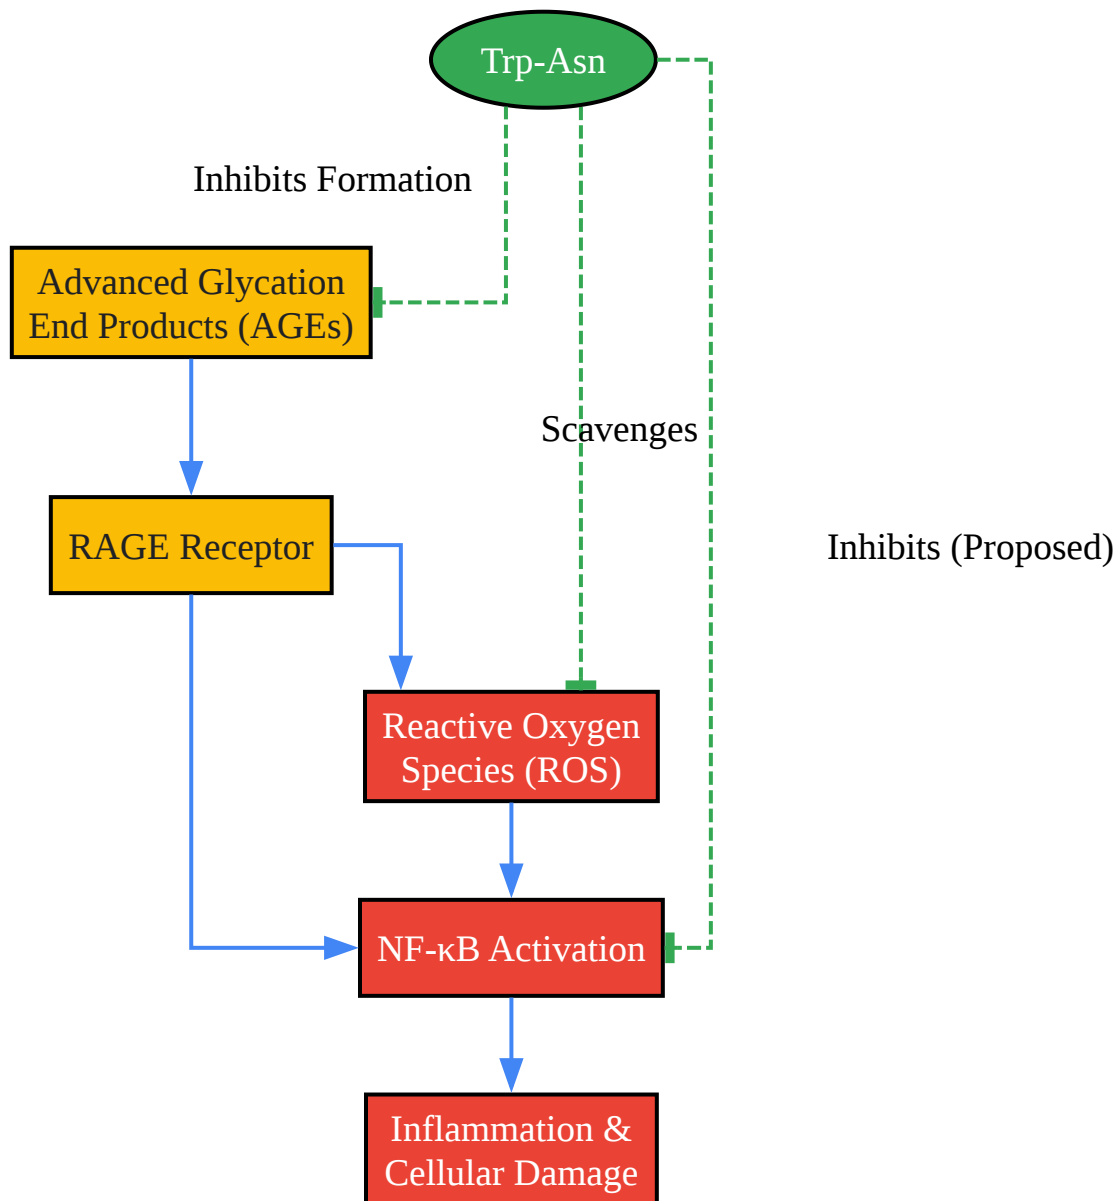 Trp-Asn
Inhibits Formation
Advanced Glycation
End Products (AGEs)
Scavenges
RAGE Receptor
Inhibits (Proposed)
Reactive Oxygen
Species (ROS)
NF-κB Activation
Inflammation &
Cellular Damage